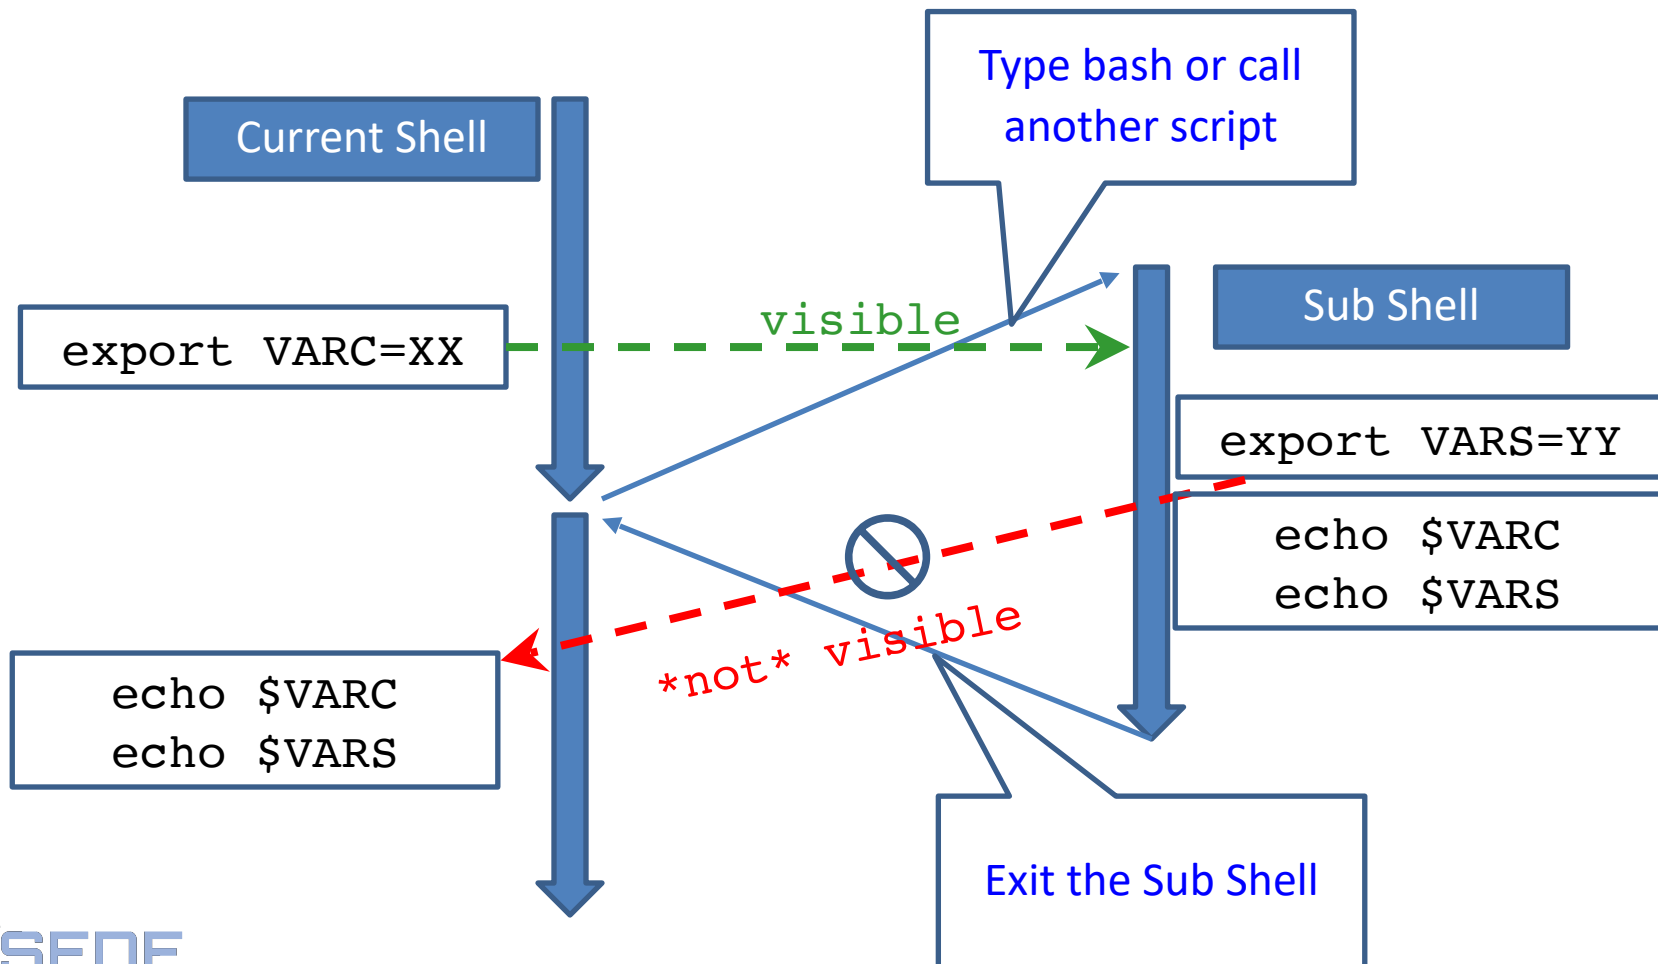 Type bash or call
another script
Current Shell
Sub Shell
visible
export VARC=XX
export VARS=YY
echo $VARC
echo $VARS
*not* visible
echo $VARC
echo $VARS
Exit the Sub Shell